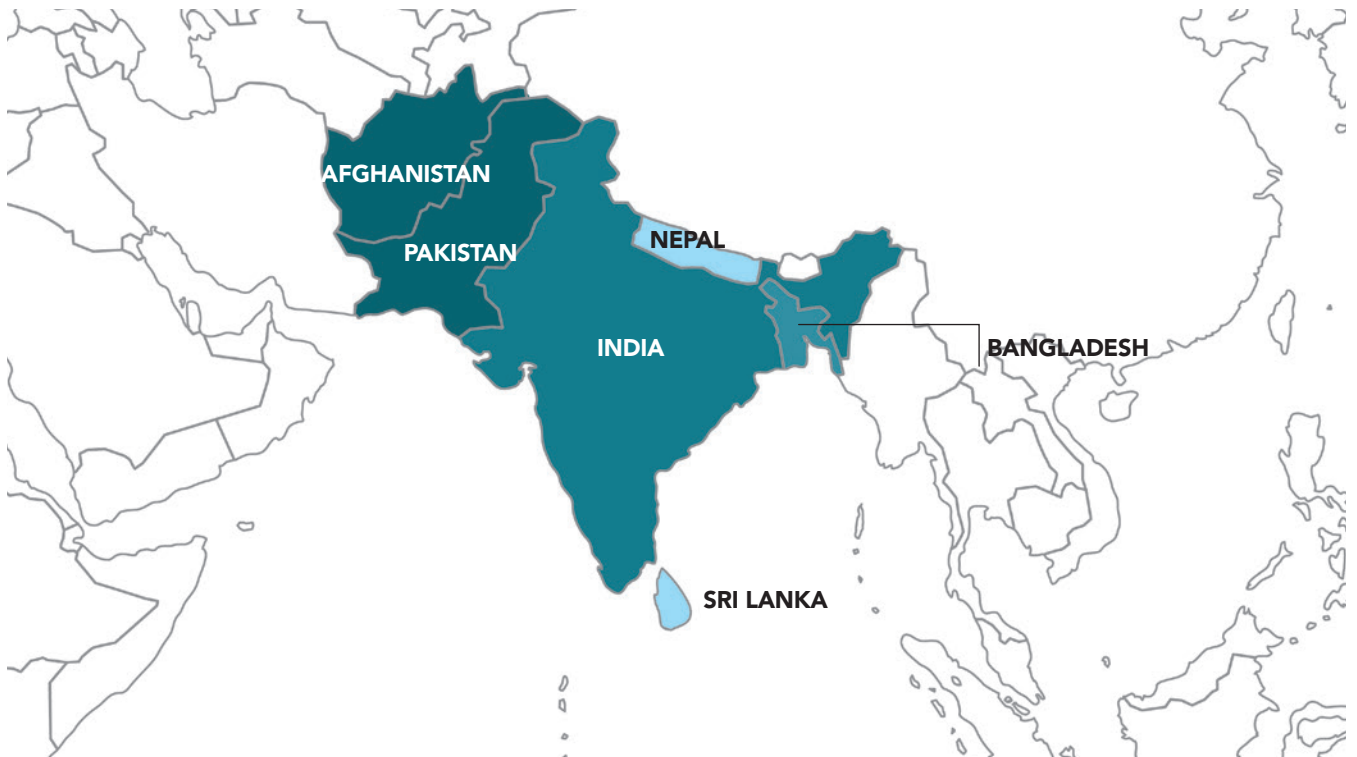 AFGHANISTAN
PAKISTAN
NEPAL
INDIA
BANGLADESH
SRI LANKA